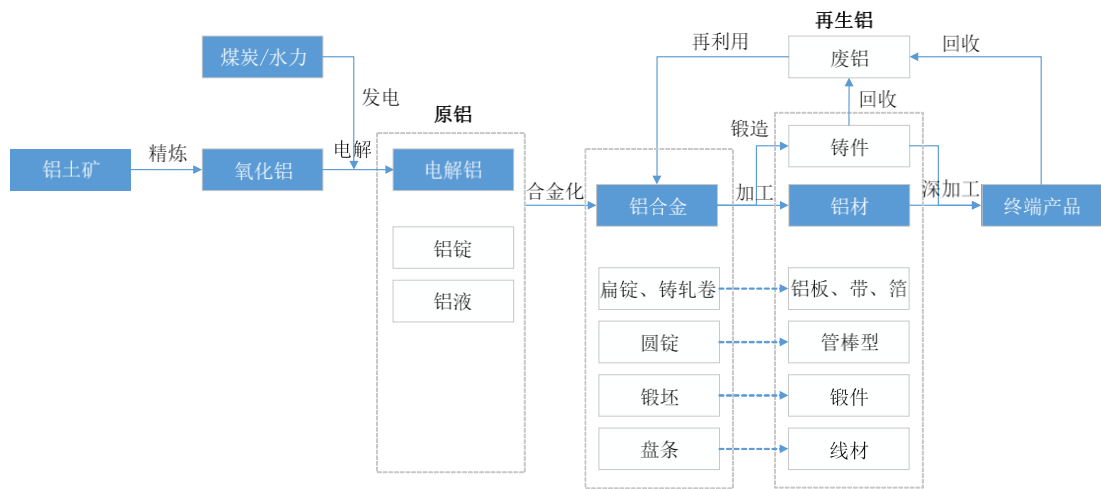 再生铝
煤炭/水力
再利用
废铝
回收
发电
原铝
回收
铝土矿
精炼
氧化铝
电解
电解铝
锻造
铸件
合金化
铝合金
加工
铝材
深加工
终端产品
铝锭
铝液
扁锭、铸轧卷
铝板、带、箔
圆锭
管棒型
锻坯
锻件
盘条
线材